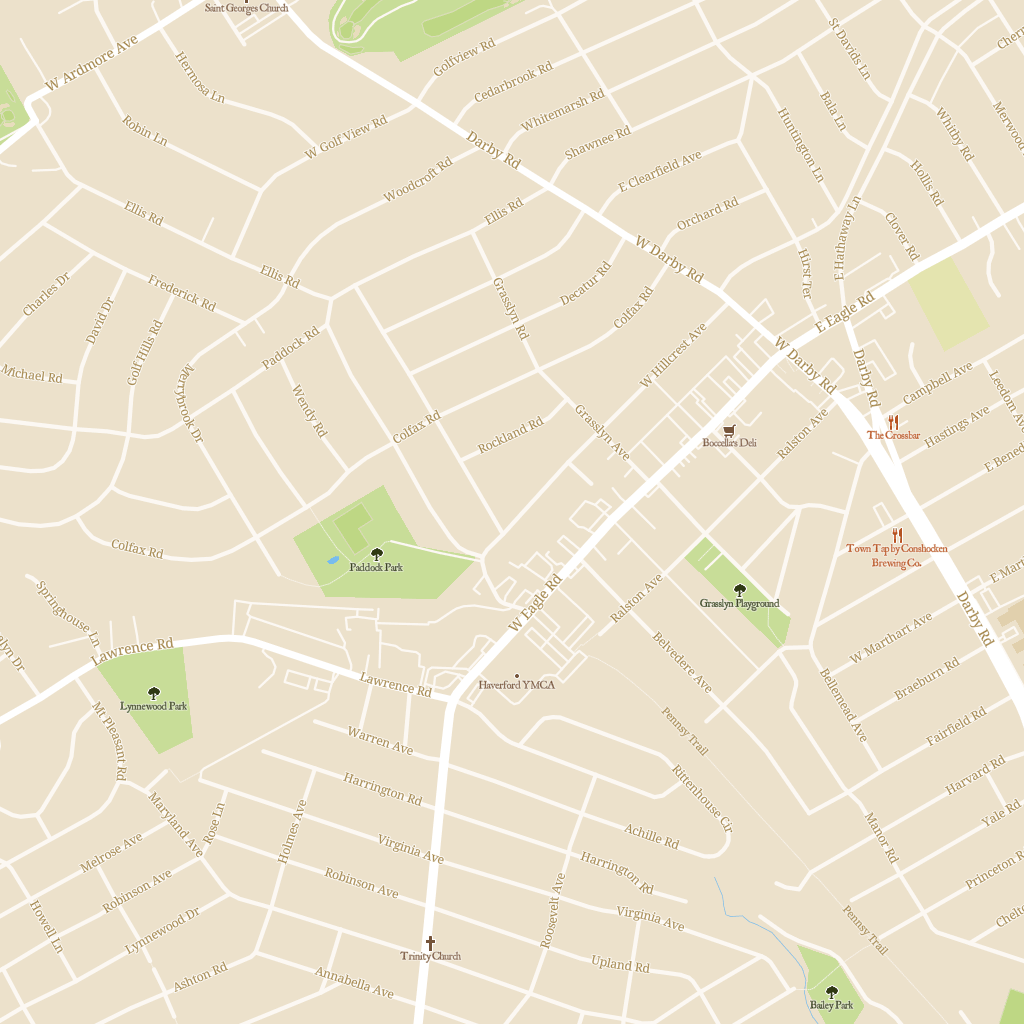 Saint Georges Church
W Ardmore Ave
Golfview Rd
St Davids Ln
Hermosa Ln
Cedarbrook Rd
Whitemarsh Rd
Bala Ln
Huntington Ln
Whitby Rd
Robin Ln
W Golf View Rd
Darby Rd
Shawnee Rd
Woodcroft Rd
E Clearfield Ave
Hollis Rd
Ellis Rd
Ellis Rd
Orchard Rd
Clover Rd
E Hathaway Ln
W Darby Rd
Hirst Ter
Ellis Rd
Charles Dr
Frederick Rd
Decatur Rd
Grasslyn Rd
Colfax Rd
E Eagle Rd
David Dr
Golf Hills Rd
Paddock Rd
W Hillcrest Ave
W Darby Rd
Darby Rd
Michael Rd
Merrybrook Dr
Campbell Ave
Wendy Rd
Colfax Rd
Rockland Rd
Grasslyn Ave
Boccella's Deli
Ralston Ave
The Crossbar
Hastings Ave
Colfax Rd
Paddock Park
Town Tap by Conshocken
Brewing Co.
Springhouse Ln
W Eagle Rd
Ralston Ave
Grasslyn Playground
Darby Rd
Lawrence Rd
Belvedere Ave
W Marthart Ave
Lawrence Rd
Haverford YMCA
Braeburn Rd
Lynnewood Park
Bellemead Ave
Mt Pleasant Rd
Pennsy Trail
Fairfield Rd
Warren Ave
Harrington Rd
Rittenhouse Cir
Harvard Rd
Yale Rd
Maryland Ave
Rose Ln
Holmes Ave
Achille Rd
Manor Rd
Melrose Ave
Virginia Ave
Harrington Rd
Robinson Ave
Robinson Ave
Roosevelt Ave
Howell Ln
Lynnewood Dr
Virginia Ave
Pennsy Trail
Trinity Church
Upland Rd
Ashton Rd
Annabella Ave
Bailey Park